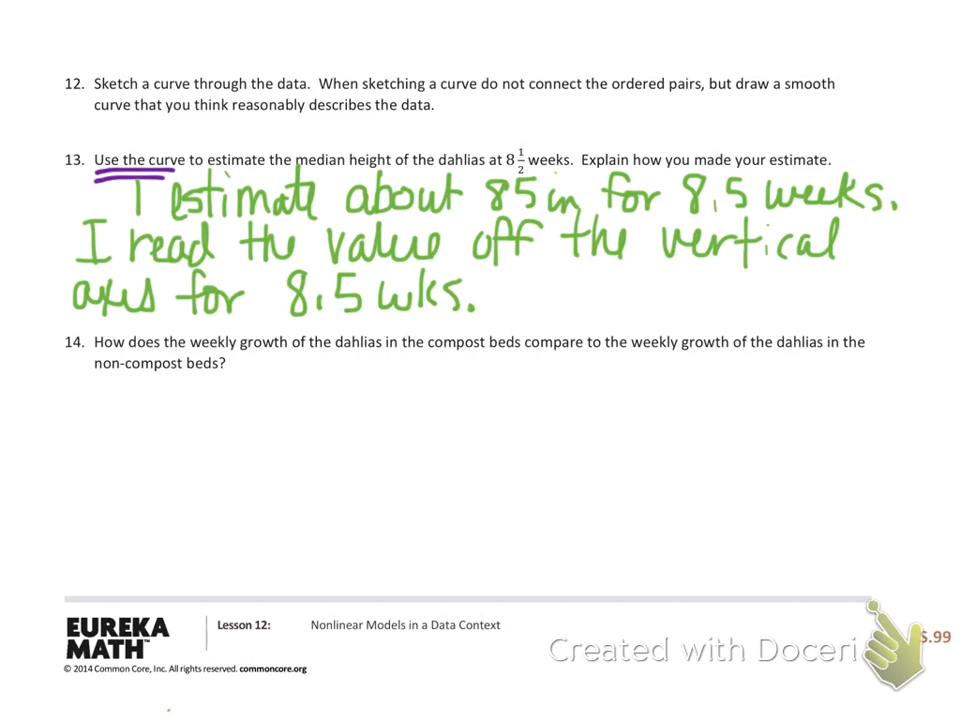 12. Sketch a curve through the data. When sketching a curve do not connect the ordered pairs, but draw a smooth
curve that you think reasonably describes the data.
13. Use the curve to estimate the median height of the dahlias at 8 1/2 weeks. Explain how you made your estimate.
I estimate about 85 in for 8.5 weeks.
I read the value off the vertical
axis for 8.5 wks.
14. How does the weekly growth of the dahlias in the compost beds compare to the weekly growth of the dahlias in the
non-compost beds?
EUREKA
MATH™
Lesson 12: Nonlinear Models in a Data Context
© 2014 Common Core, Inc. All rights reserved. commoncore.org
Created with Doceri
S.99